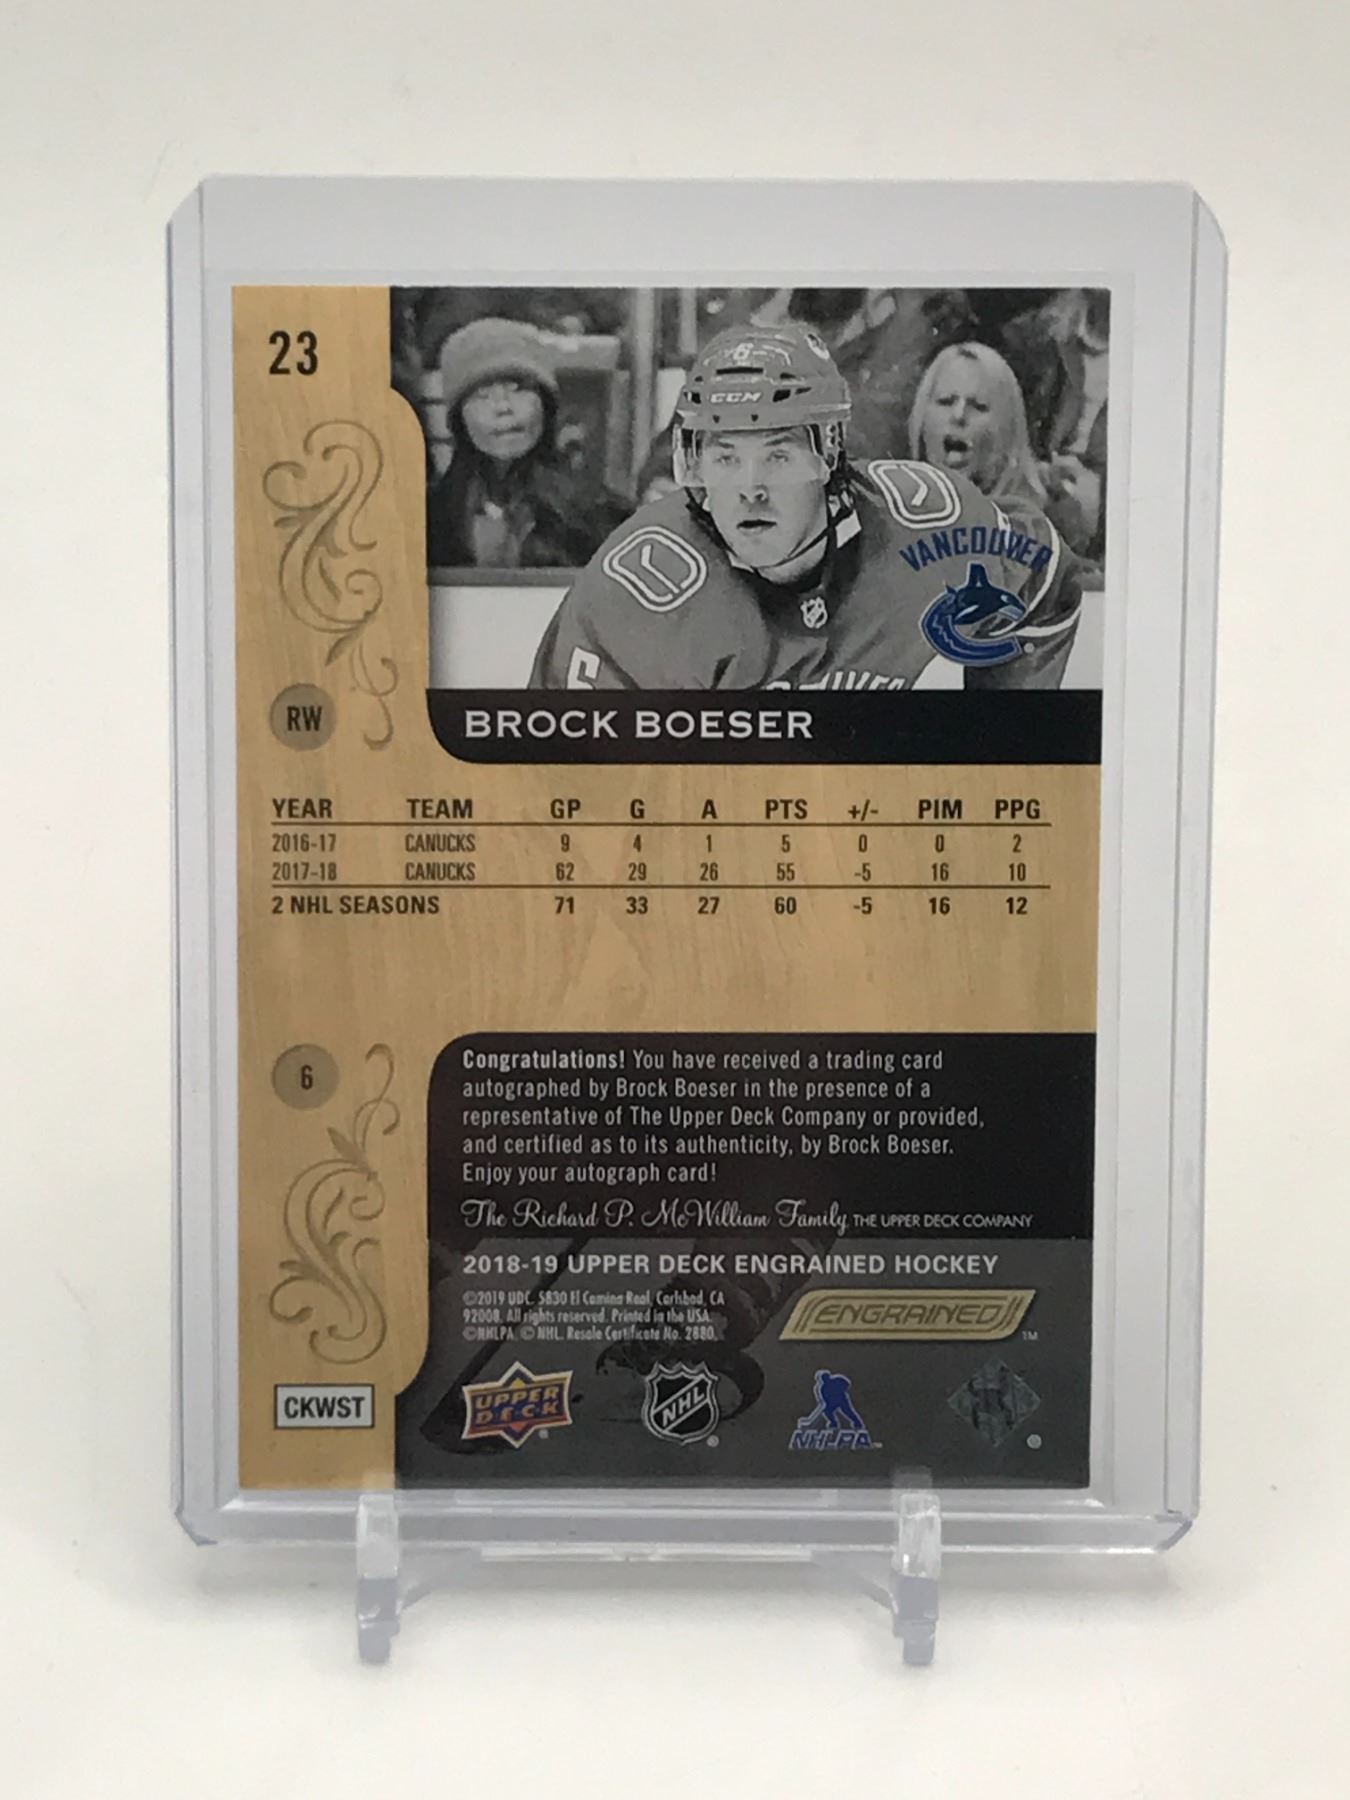 23
6
CCM
VANCOUVER
6
RW
BROCK BOESER
YEAR TEAM GP G A PTS +/- PIM PPG
2016-17 CANUCKS 9 4 1 5 0 0 2
2017-18 CANUCKS 62 29 26 55 -5 16 10
2 NHL SEASONS 71 33 27 60 -5 16 12
6
Congratulations! You have received a trading card
autographed by Brock Boeser in the presence of a
representative of The Upper Deck Company or provided,
and certified as to its authenticity, by Brock Boeser.
Enjoy your autograph card!
The Richard P. McWilliam Family THE UPPER DECK COMPANY
2018-19 UPPER DECK ENGRAINED HOCKEY
©2019 UDC. 5830 El Camino Real, Carlsbad, CA
92008. All rights reserved. Printed in the USA.
©NHLPA. © NHL. Resale Certificate No. 2880.
ENGRAINED™
CKWST
UPPER DECK®
NHL®
NHLPA™